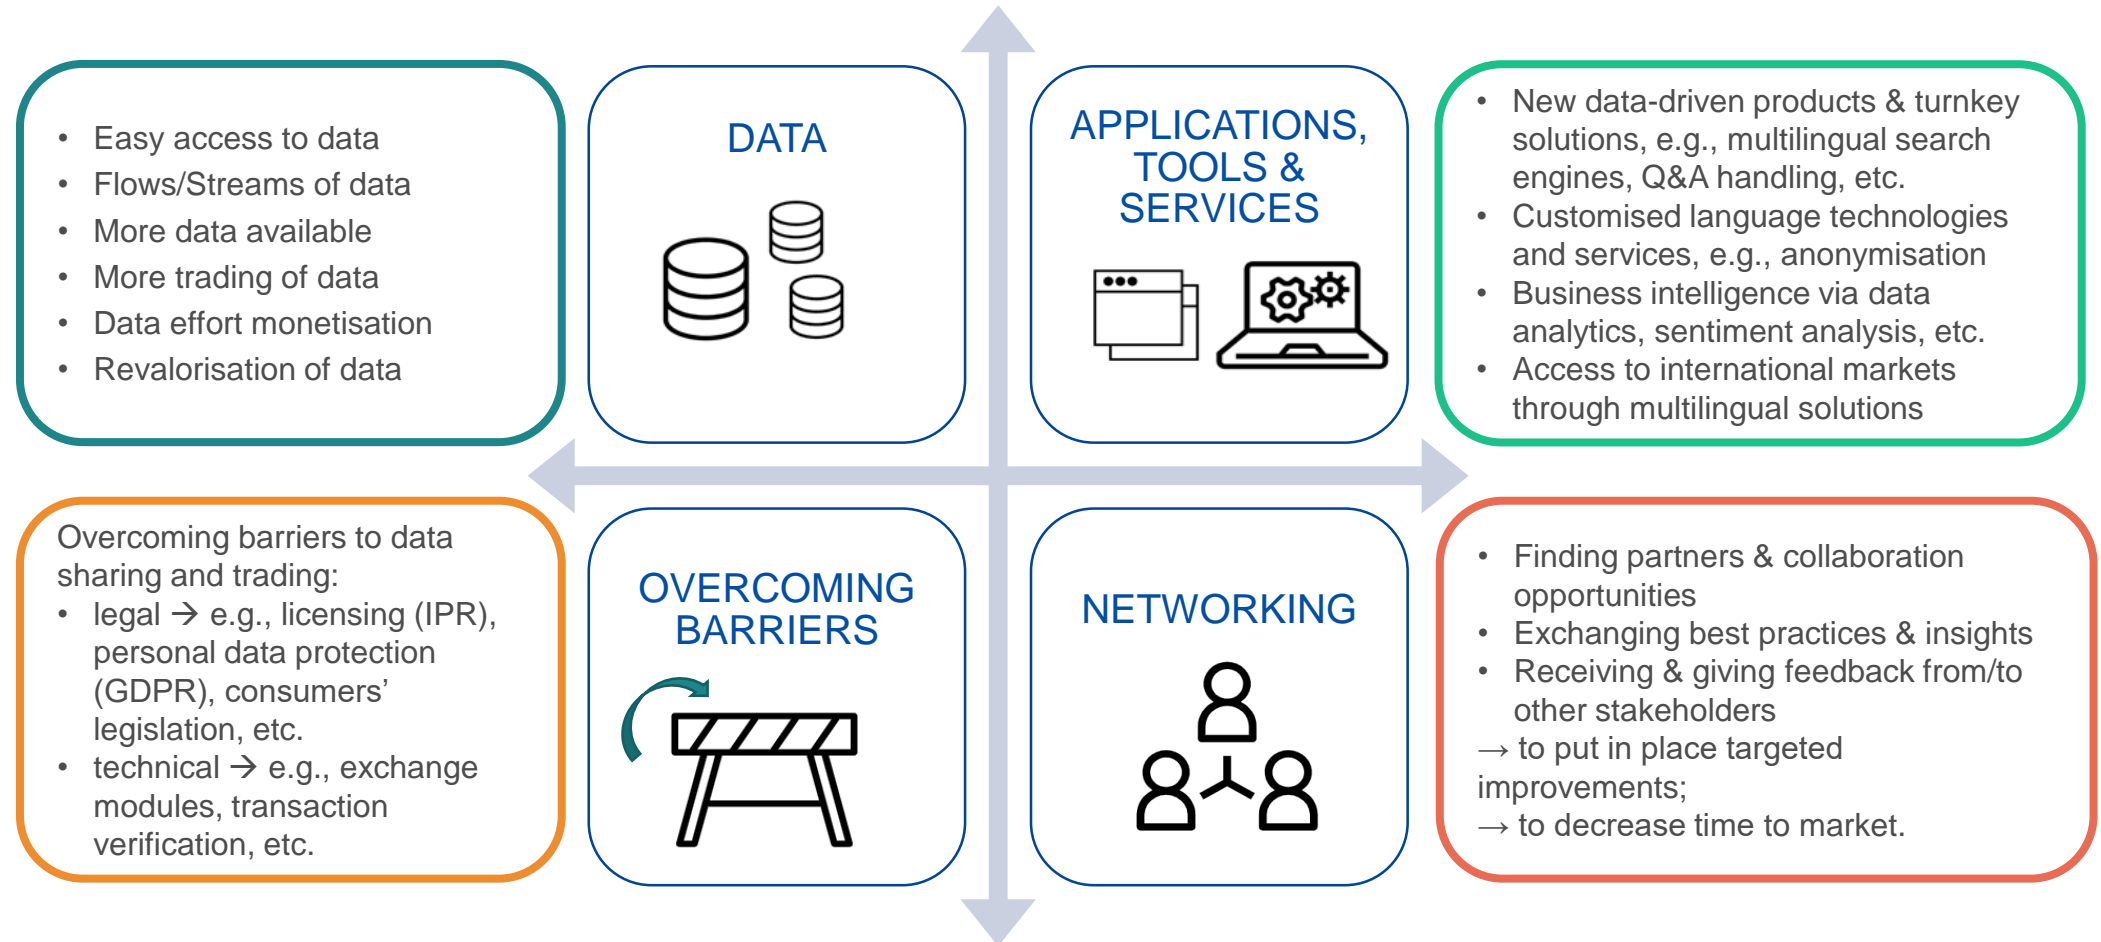 • Easy access to data
• Flows/Streams of data
• More data available
• More trading of data
• Data effort monetisation
• Revalorisation of data
DATA
APPLICATIONS,
TOOLS &
SERVICES
• New data-driven products & turnkey
solutions, e.g., multilingual search
engines, Q&A handling, etc.
• Customised language technologies
and services, e.g., anonymisation
• Business intelligence via data
analytics, sentiment analysis, etc.
• Access to international markets
through multilingual solutions
Overcoming barriers to data
sharing and trading:
• legal → e.g., licensing (IPR),
personal data protection
(GDPR), consumers’
legislation, etc.
• technical → e.g., exchange
modules, transaction
verification, etc.
OVERCOMING
BARRIERS
NETWORKING
• Finding partners & collaboration
opportunities
• Exchanging best practices & insights
• Receiving & giving feedback from/to
other stakeholders
→ to put in place targeted
improvements;
→ to decrease time to market.